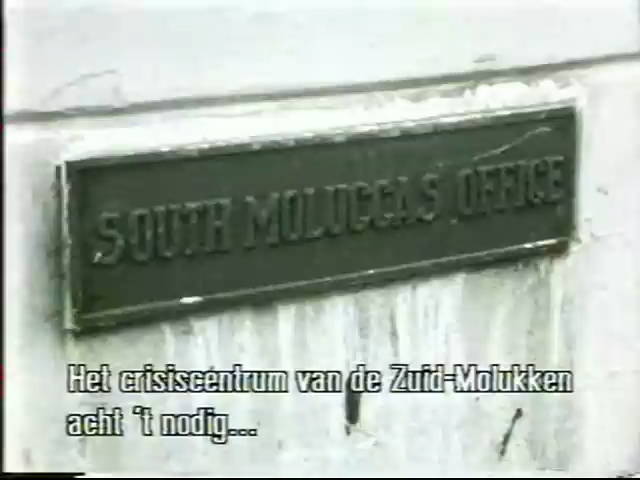 SOUTH MOLUCCAS OFFICE
Het crisiscentrum van de Zuid-Molukken
acht 't nodig...